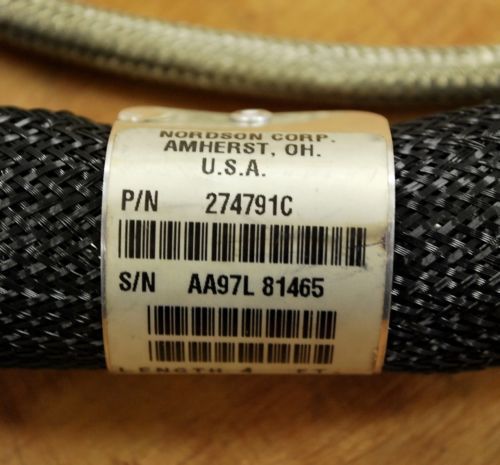 NORDSON CORP.
AMHERST, OH.
U.S.A.
P/N 274791C
S/N AA97L 81465
LENGTH 4 FT.